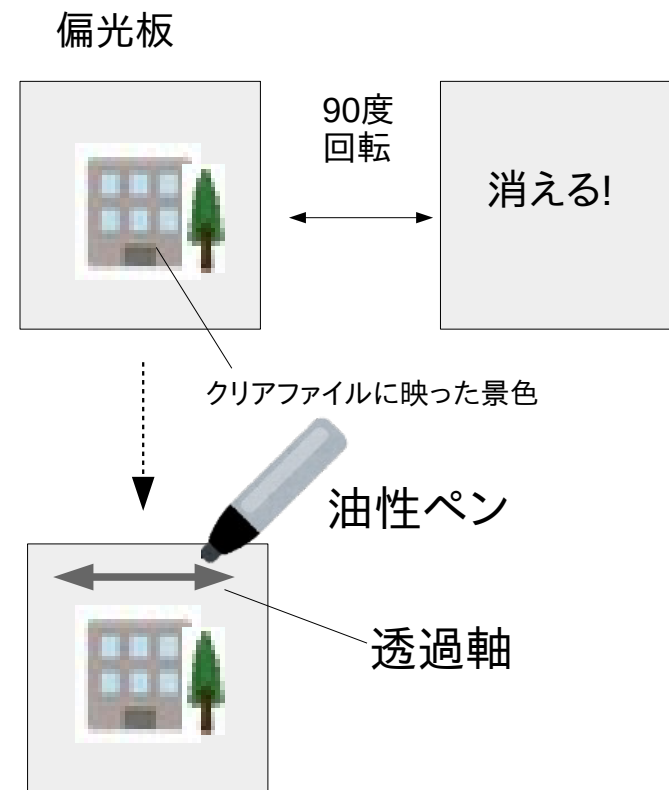 偏光板
90度
回転
消える!
クリアファイルに映った景色
油性ペン
透過軸